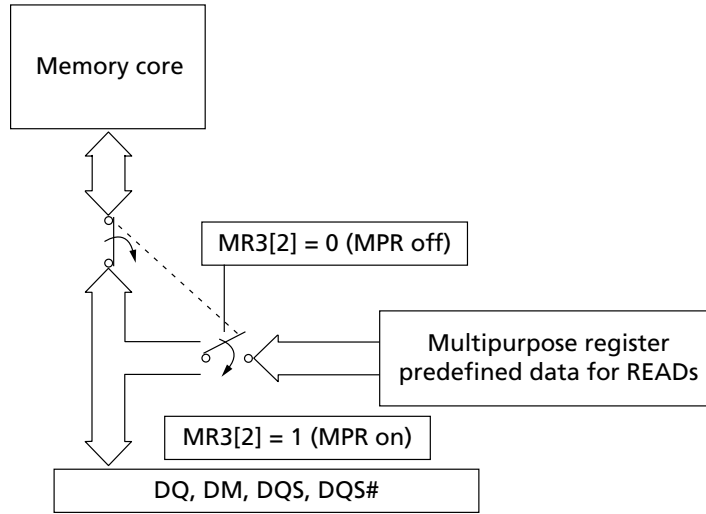 Memory core
MR3[2] = 0 (MPR off)
Multipurpose register
predefined data for READs
MR3[2] = 1 (MPR on)
DQ, DM, DQS, DQS#